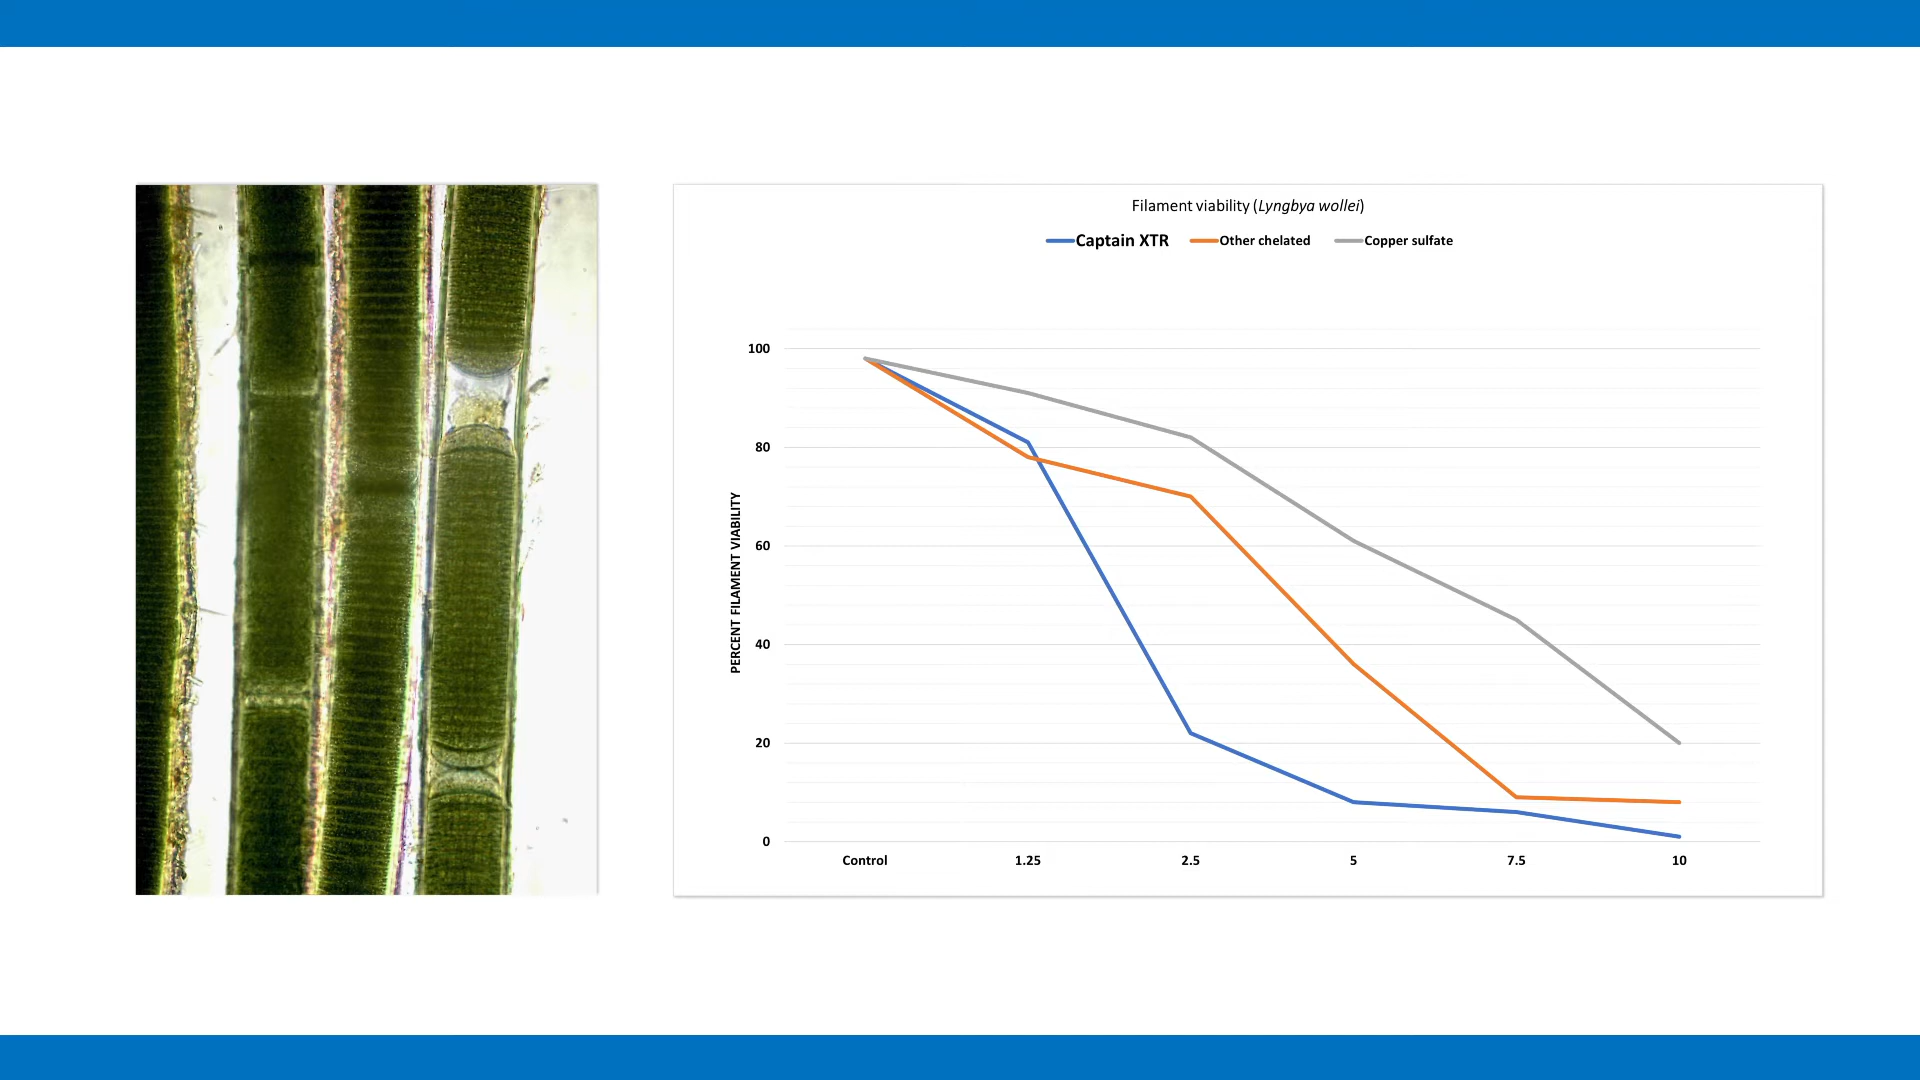 Filament viability (Lyngbya wollei)
Captain XTR Other chelated Copper sulfate
PERCENT FILAMENT VIABILITY
100
80
60
40
20
0
Control 1.25 2.5 5 7.5 10